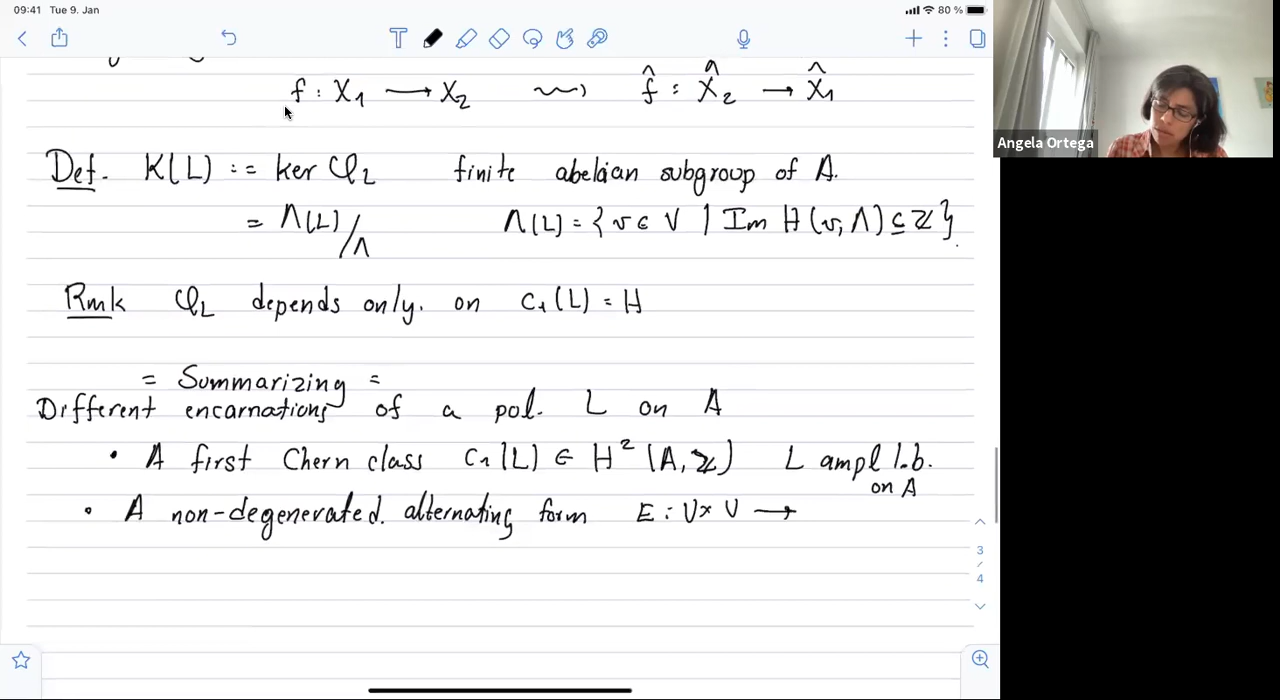 09:41 Tue 9. Jan 80 %
f : X₁ ⟶ X₂ ⇝ f̂ : X̂₂ → X̂₁
Def. K(L) := ker φ_L finite abelian subgroup of A.
= Λ(L)/Λ Λ(L) = { v ∈ V | Im H(v, Λ) ⊆ ℤ }.
Rmk φ_L depends only. on c₁(L) = H
= Summarizing =
Different encarnations of a pol. L on A
• A first Chern class c₁(L) ∈ H²(A, ℤ) L ampl l.b.
on A
• A non-degenerated. alternating form E : V × V ⟶
3
/
4
Angela Ortega